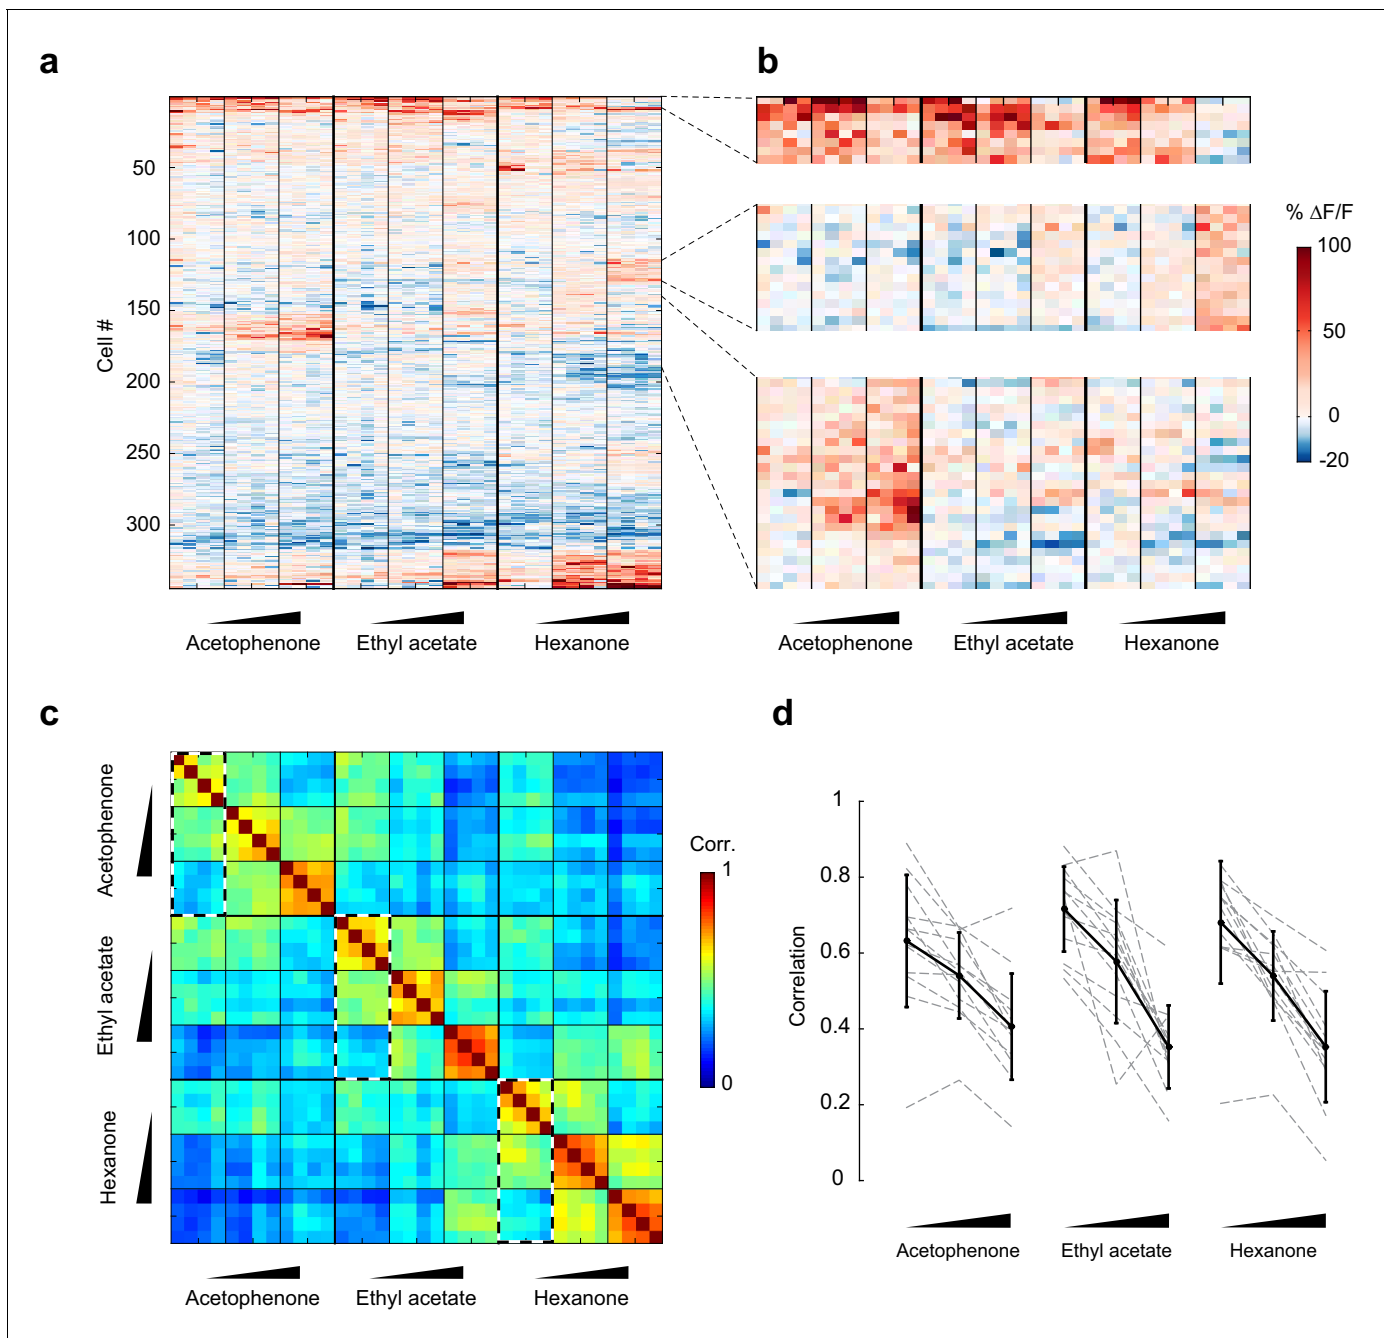 a
b
50
100
150
200
250
300
Cell #
Acetophenone
Ethyl acetate
Hexanone
% ΔF/F
100
50
0
-20
Acetophenone
Ethyl acetate
Hexanone
c
d
Acetophenone
Ethyl acetate
Hexanone
Corr.
1
0
Acetophenone
Ethyl acetate
Hexanone
1
0.8
0.6
0.4
0.2
0
Correlation
Acetophenone
Ethyl acetate
Hexanone